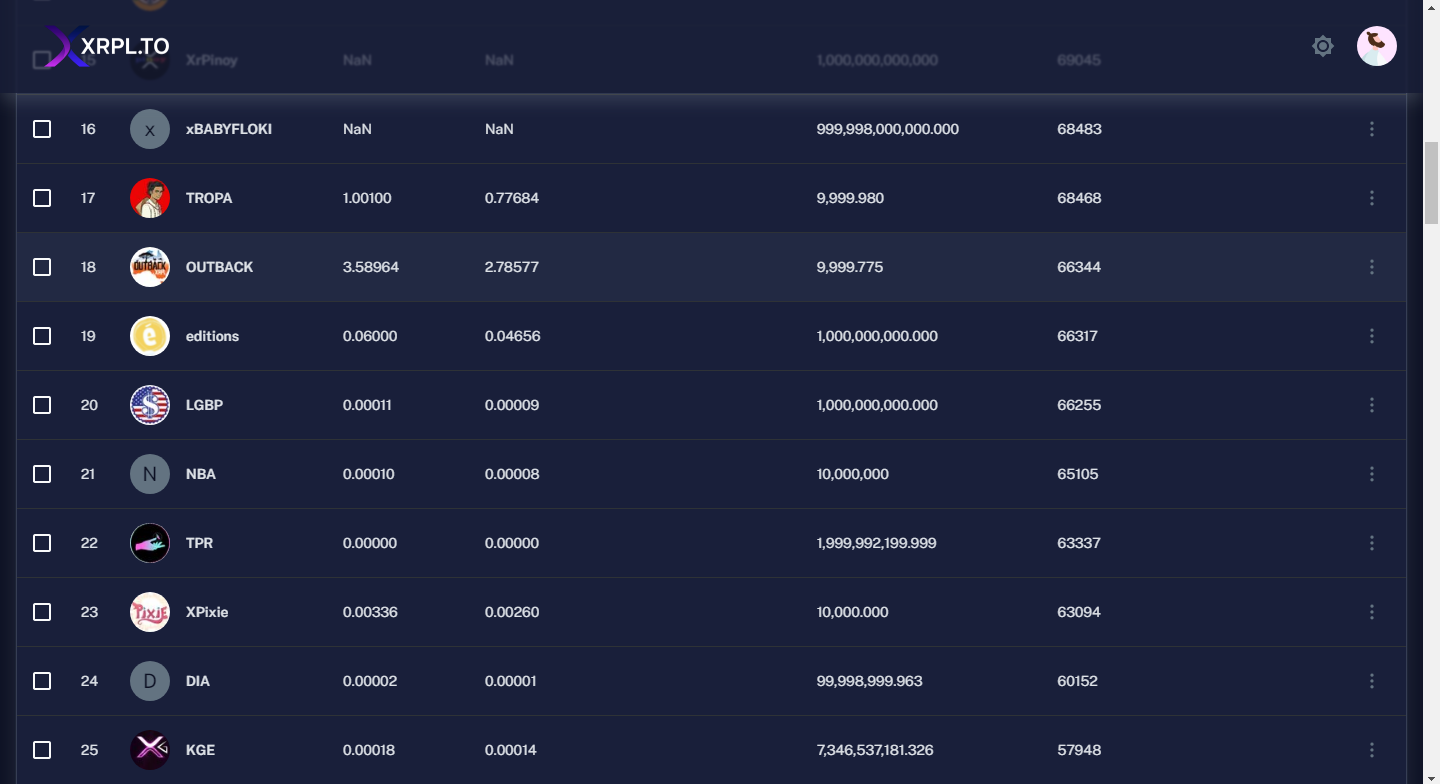 XRPL.TO
15 XrPinoy NaN NaN 1,000,000,000,000 69045
16 x xBABYFLOKI NaN NaN 999,998,000,000.000 68483
17 TROPA 1.00100 0.77684 9,999.980 68468
18 OUTBACK OUTBACK 3.58964 2.78577 9,999.775 66344
19 é editions 0.06000 0.04656 1,000,000,000.000 66317
20 $ LGBP 0.00011 0.00009 1,000,000,000.000 66255
21 N NBA 0.00010 0.00008 10,000,000 65105
22 TPR 0.00000 0.00000 1,999,992,199.999 63337
23 PiXiE XPixie 0.00336 0.00260 10,000.000 63094
24 D DIA 0.00002 0.00001 99,998,999.963 60152
25 KGE 0.00018 0.00014 7,346,537,181.326 57948